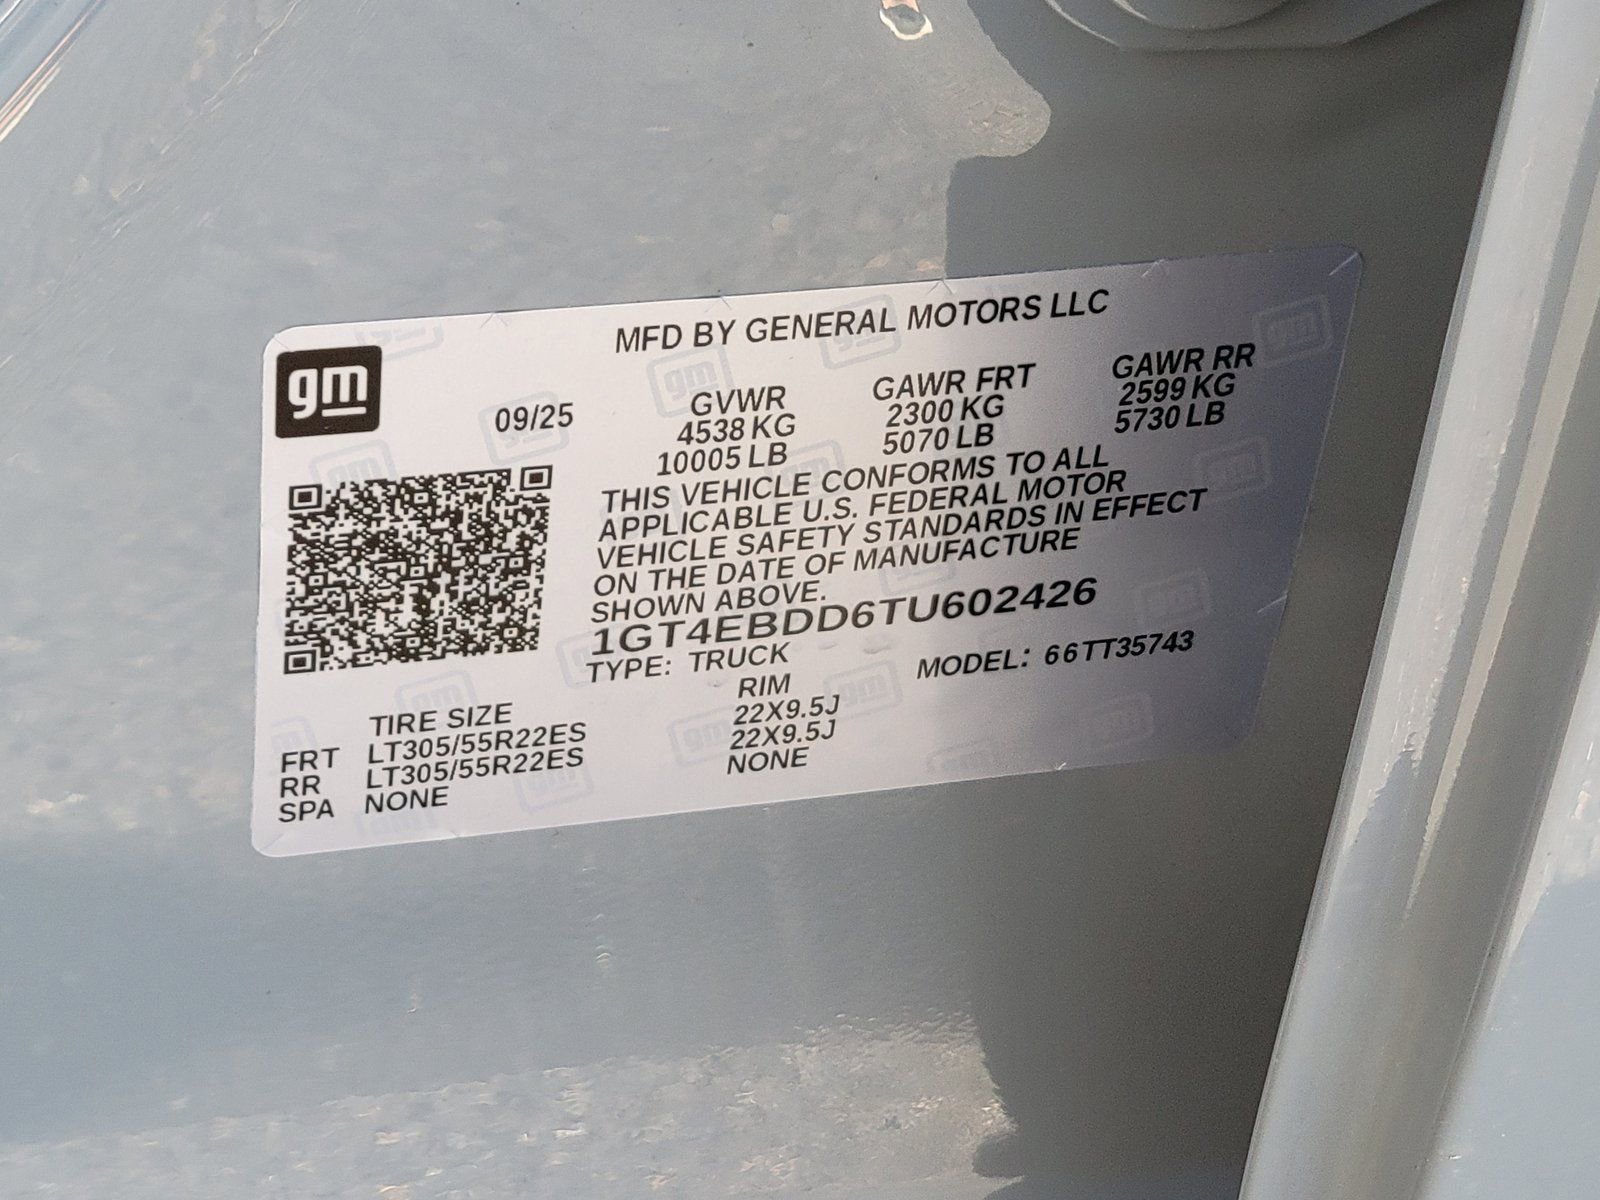 gm
MFD BY GENERAL MOTORS LLC
09/25
GVWR
4538 KG
10005 LB
GAWR FRT
2300 KG
5070 LB
GAWR RR
2599 KG
5730 LB
THIS VEHICLE CONFORMS TO ALL
APPLICABLE U.S. FEDERAL MOTOR
VEHICLE SAFETY STANDARDS IN EFFECT
ON THE DATE OF MANUFACTURE
SHOWN ABOVE.
1GT4EBDD6TU602426
TYPE: TRUCK MODEL: 66TT35743
TIRE SIZE RIM
FRT LT305/55R22ES 22X9.5J
RR LT305/55R22ES 22X9.5J
SPA NONE NONE